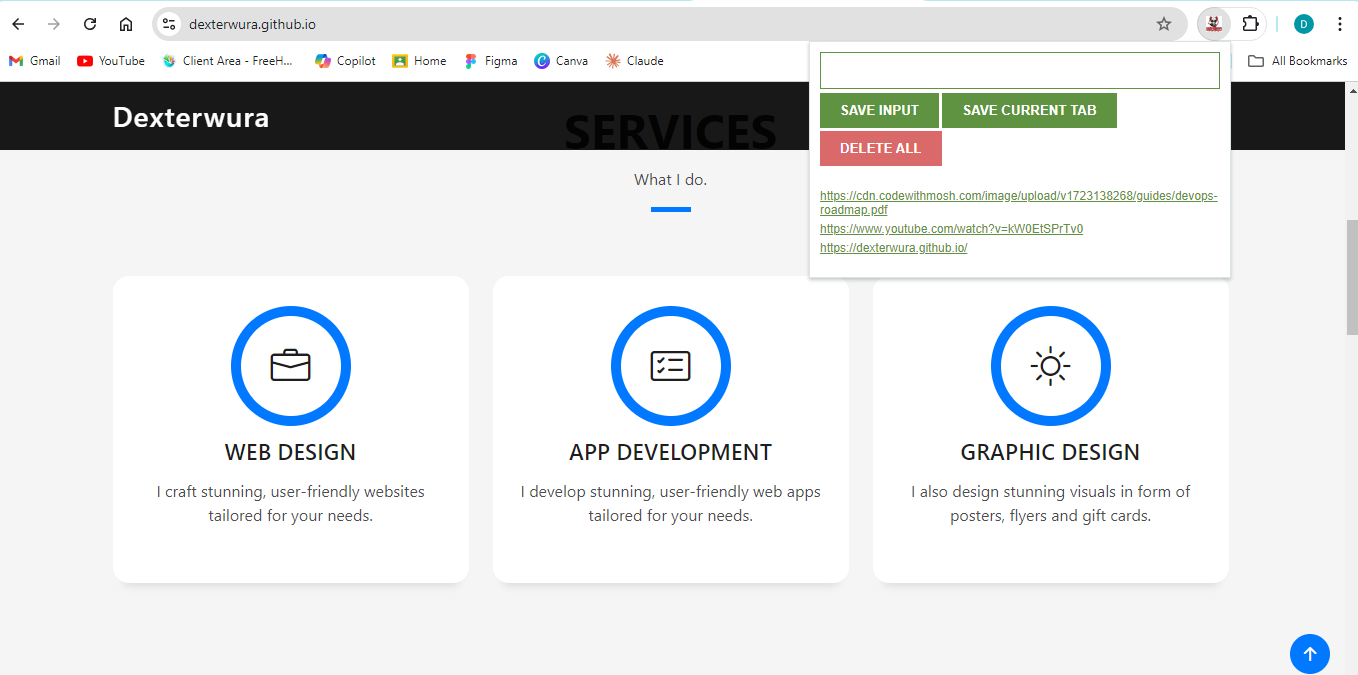 dexterwura.github.io
D
Gmail
YouTube
Client Area - FreeH...
Copilot
Home
Figma
Canva
Claude
All Bookmarks
SAVE INPUT
SAVE CURRENT TAB
DELETE ALL
https://cdn.codewithmosh.com/image/upload/v1723138268/guides/devops-
roadmap.pdf
https://www.youtube.com/watch?v=kW0EtSPrTv0
https://dexterwura.github.io/
Dexterwura
SERVICES
What I do.
WEB DESIGN
I craft stunning, user-friendly websites
tailored for your needs.
APP DEVELOPMENT
I develop stunning, user-friendly web apps
tailored for your needs.
GRAPHIC DESIGN
I also design stunning visuals in form of
posters, flyers and gift cards.